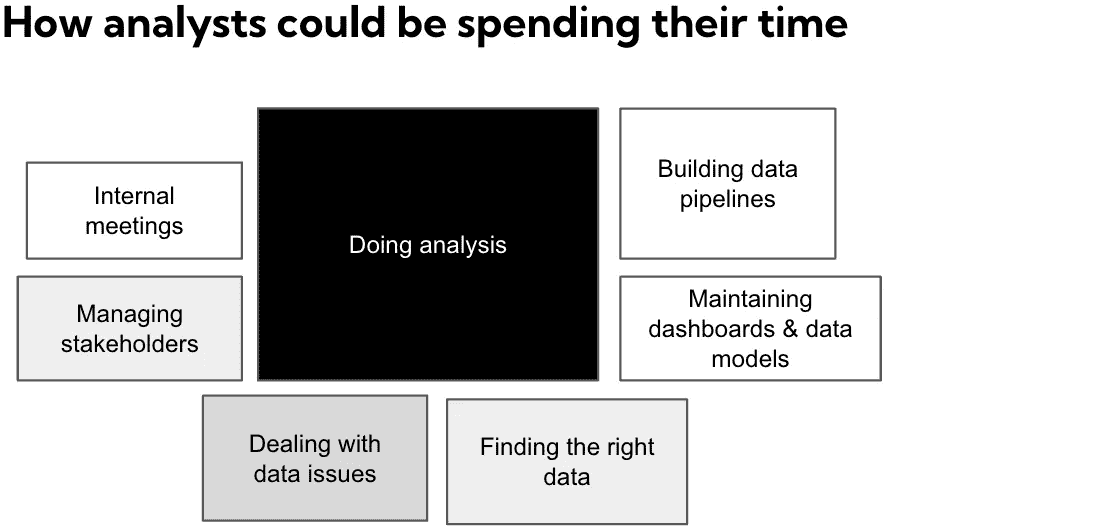 How analysts could be spending their time
Internal
meetings
Doing analysis
Building data
pipelines
Managing
stakeholders
Maintaining
dashboards & data
models
Dealing with
data issues
Finding the right
data